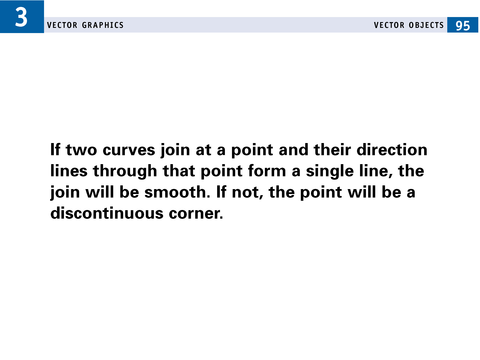 3
VECTOR GRAPHICS
VECTOR OBJECTS 95
If two curves join at a point and their direction
lines through that point form a single line, the
join will be smooth. If not, the point will be a
discontinuous corner.